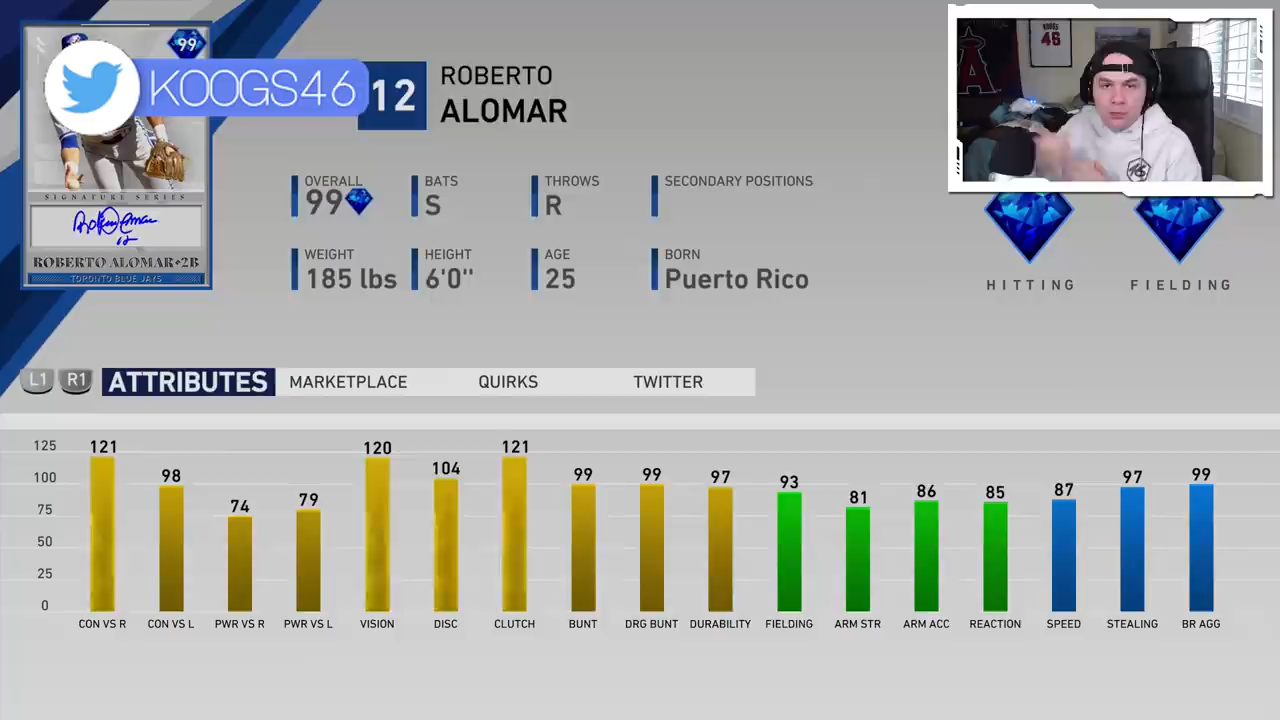 99
KOOGS46
SIGNATURE SERIES
ROBERTO ALOMAR • 2B
TORONTO BLUE JAYS
12
ROBERTO
ALOMAR
OVERALL
99
BATS
S
THROWS
R
SECONDARY POSITIONS
WEIGHT
185 lbs
HEIGHT
6'0"
AGE
25
BORN
Puerto Rico
KOOGS
46
HITTING
FIELDING
L1 R1 ATTRIBUTES MARKETPLACE QUIRKS TWITTER
125
100
75
50
25
0
121 98 74 79 120 104 121 99 99 97 93 81 86 85 87 97 99
CON VS R CON VS L PWR VS R PWR VS L VISION DISC CLUTCH BUNT DRG BUNT DURABILITY FIELDING ARM STR ARM ACC REACTION SPEED STEALING BR AGG